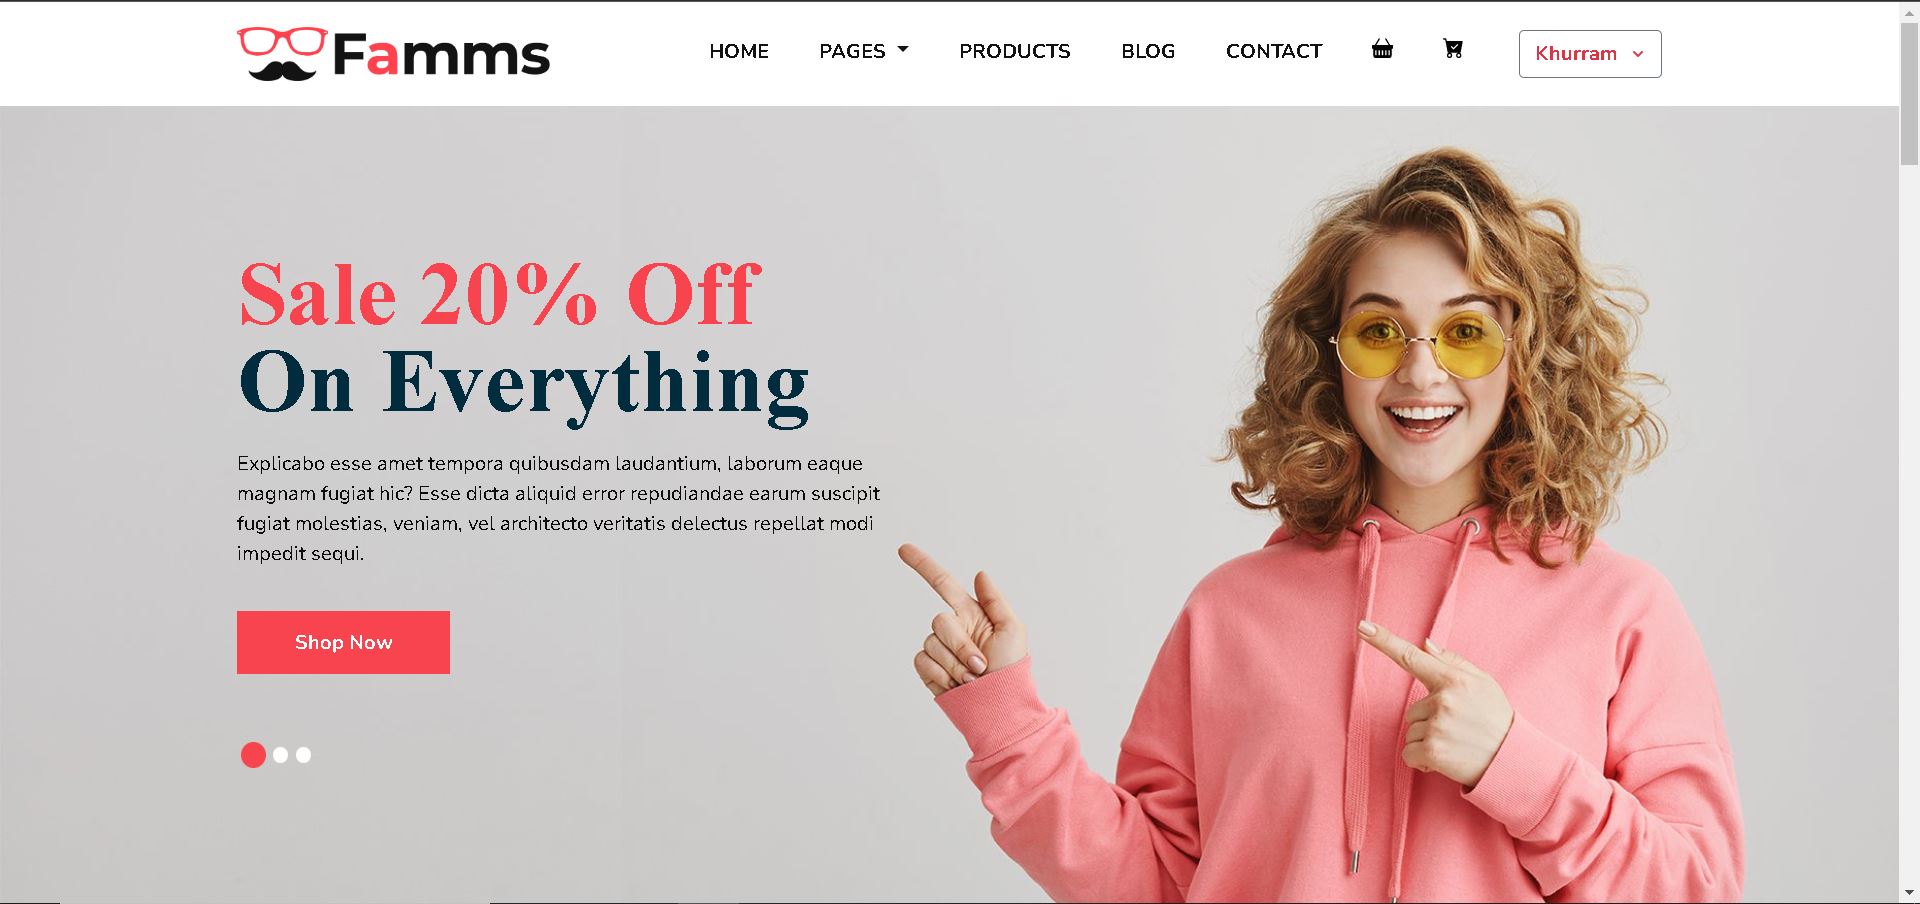 Famms
HOME PAGES PRODUCTS BLOG CONTACT Khurram
Sale 20% Off
On Everything
Explicabo esse amet tempora quibusdam laudantium, laborum eaque
magnam fugiat hic? Esse dicta aliquid error repudiandae earum suscipit
fugiat molestias, veniam, vel architecto veritatis delectus repellat modi
impedit sequi.
Shop Now